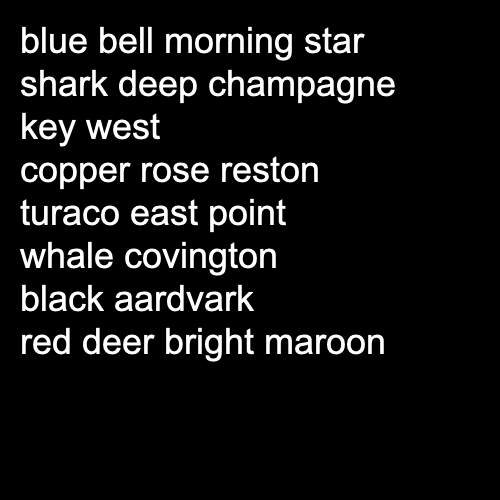 blue bell morning star
shark deep champagne
key west
copper rose reston
turaco east point
whale covington
black aardvark
red deer bright maroon